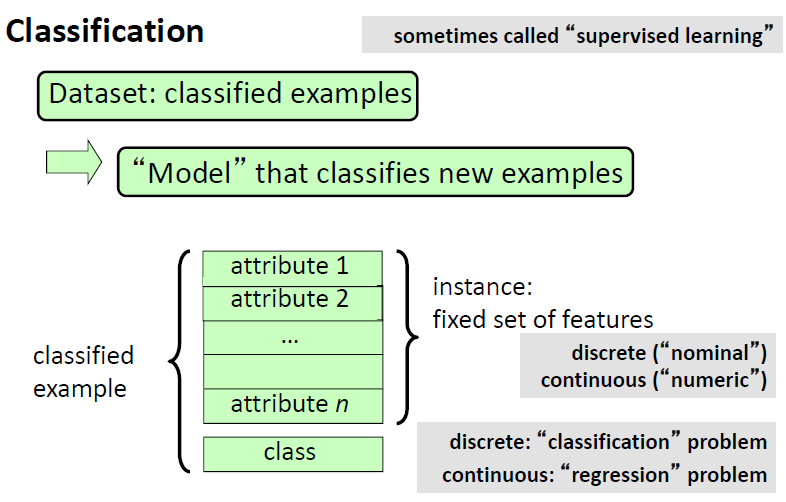 Classification
sometimes called “supervised learning”
Dataset: classified examples
“Model” that classifies new examples
classified
example
attribute 1
attribute 2
...
attribute n
class
instance:
fixed set of features
discrete (“nominal”)
continuous (“numeric”)
discrete: “classification” problem
continuous: “regression” problem